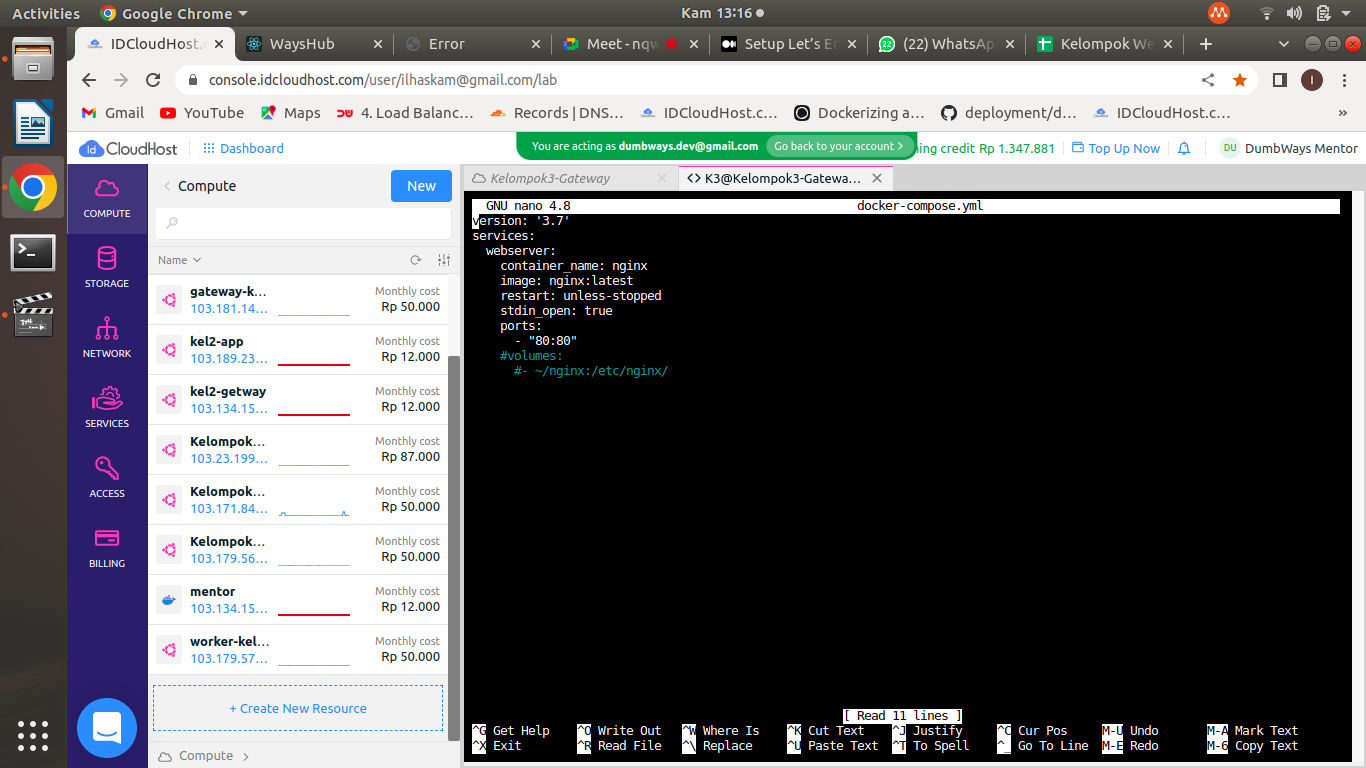 Activities
Google Chrome
Kam 13:16
IDCloudHost.c
WaysHub
Error
Meet - nqw
Setup Let's En
(22) WhatsAp
Kelompok We
console.idcloudhost.com/user/ilhaskam@gmail.com/lab
I
Gmail
YouTube
Maps
4. Load Balanc…
Records | DNS…
IDCloudHost.c…
Dockerizing a…
deployment/d…
IDCloudHost.c…
»
Id CloudHost
Dashboard
You are acting as dumbways.dev@gmail.com
Go back to your account >
ning credit Rp 1.347.881
Top Up Now
DU
DumbWays Mentor
COMPUTE
STORAGE
NETWORK
SERVICES
ACCESS
BILLING
Compute
New
Name
gateway-k…
Monthly cost
103.181.14…
Rp 50.000
kel2-app
Monthly cost
103.189.23…
Rp 12.000
kel2-getway
Monthly cost
103.134.15…
Rp 12.000
Kelompok…
Monthly cost
103.23.199…
Rp 87.000
Kelompok…
Monthly cost
103.171.84…
Rp 50.000
Kelompok…
Monthly cost
103.179.56…
Rp 50.000
mentor
Monthly cost
103.134.15…
Rp 12.000
worker-kel…
Monthly cost
103.179.57…
Rp 50.000
+ Create New Resource
Compute >
Kelompok3-Gateway
<> K3@Kelompok3-Gatewa…
GNU nano 4.8
docker-compose.yml
version: '3.7'
services:
  webserver:
    container_name: nginx
    image: nginx:latest
    restart: unless-stopped
    stdin_open: true
    ports:
      - "80:80"
    #volumes:
      #- ~/nginx:/etc/nginx/
[ Read 11 lines ]
^G Get Help ^O Write Out ^W Where Is ^K Cut Text ^J Justify ^C Cur Pos M-U Undo M-A Mark Text
^X Exit ^R Read File ^\ Replace ^U Paste Text ^T To Spell ^_ Go To Line M-E Redo M-6 Copy Text